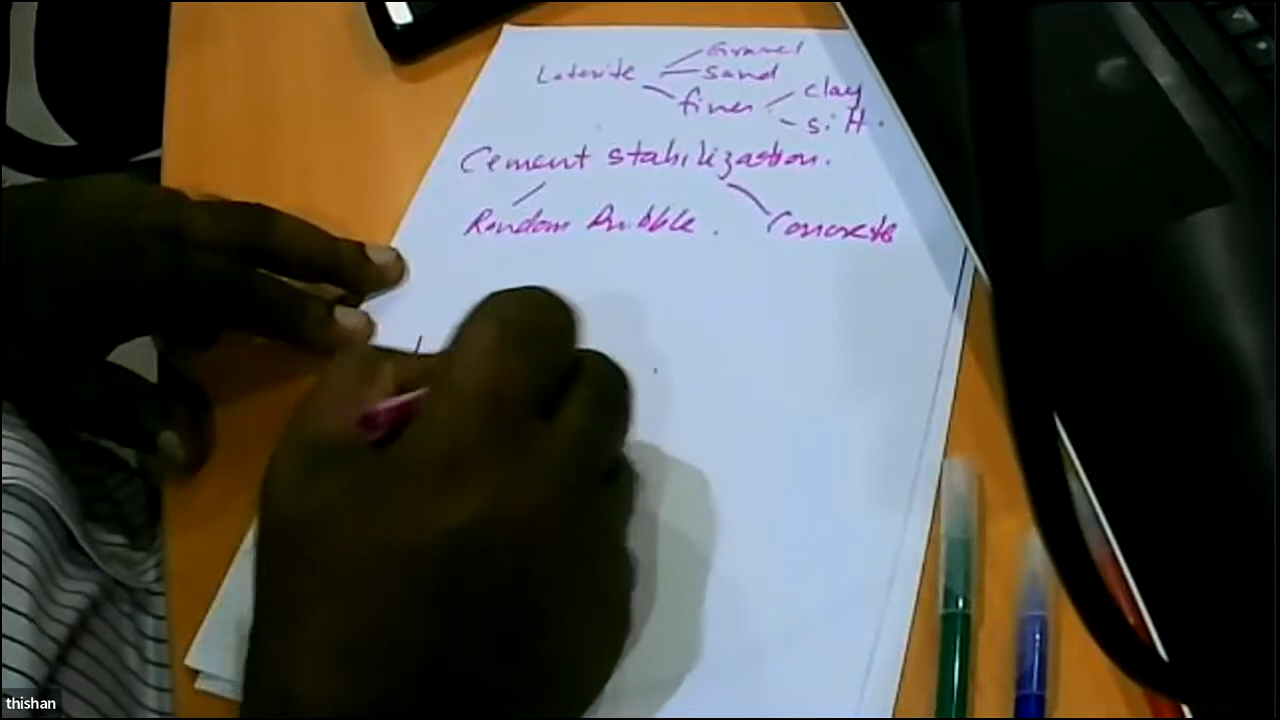 Laterite
Gravel
sand
fines
clay
silt.
Cement stabilization.
Random Rubble.
Concrete
thishan